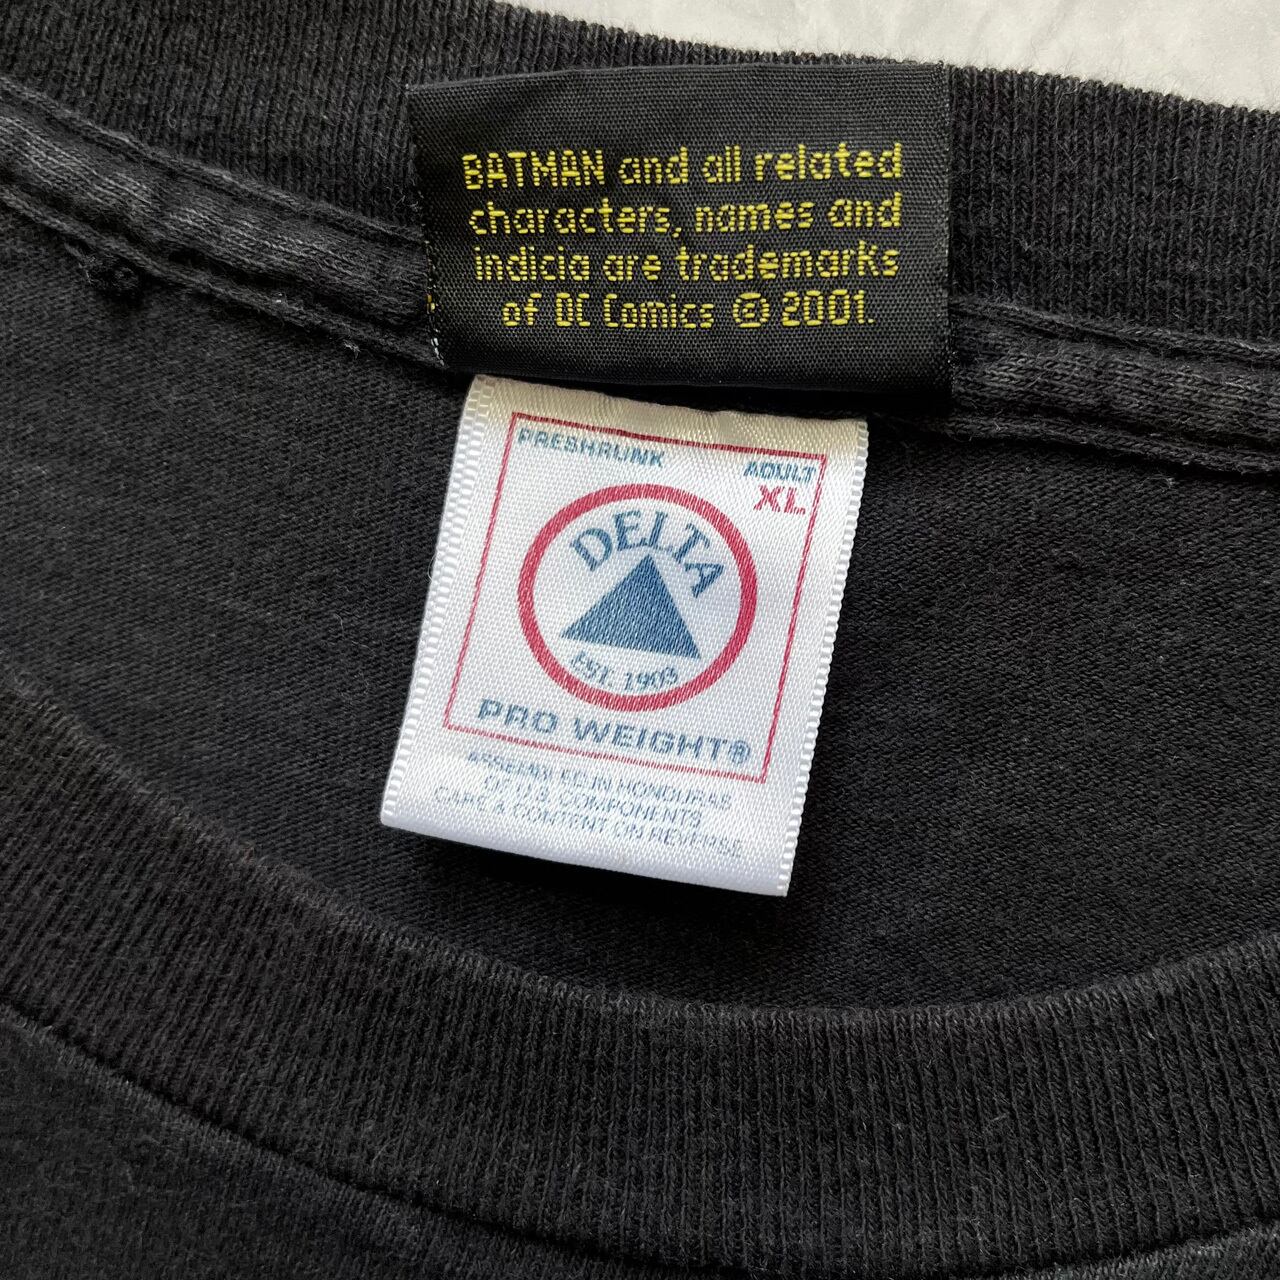 BATMAN and all related
characters, names and
indicia are trademarks
of DC Comics © 2001.
PRESHRUNK
ADULT
XL
DELTA
EST. 1903
PRO WEIGHT®
ASSEMBLED IN HONDURAS
OF U.S. COMPONENTS
CARE & CONTENT ON REVERSE